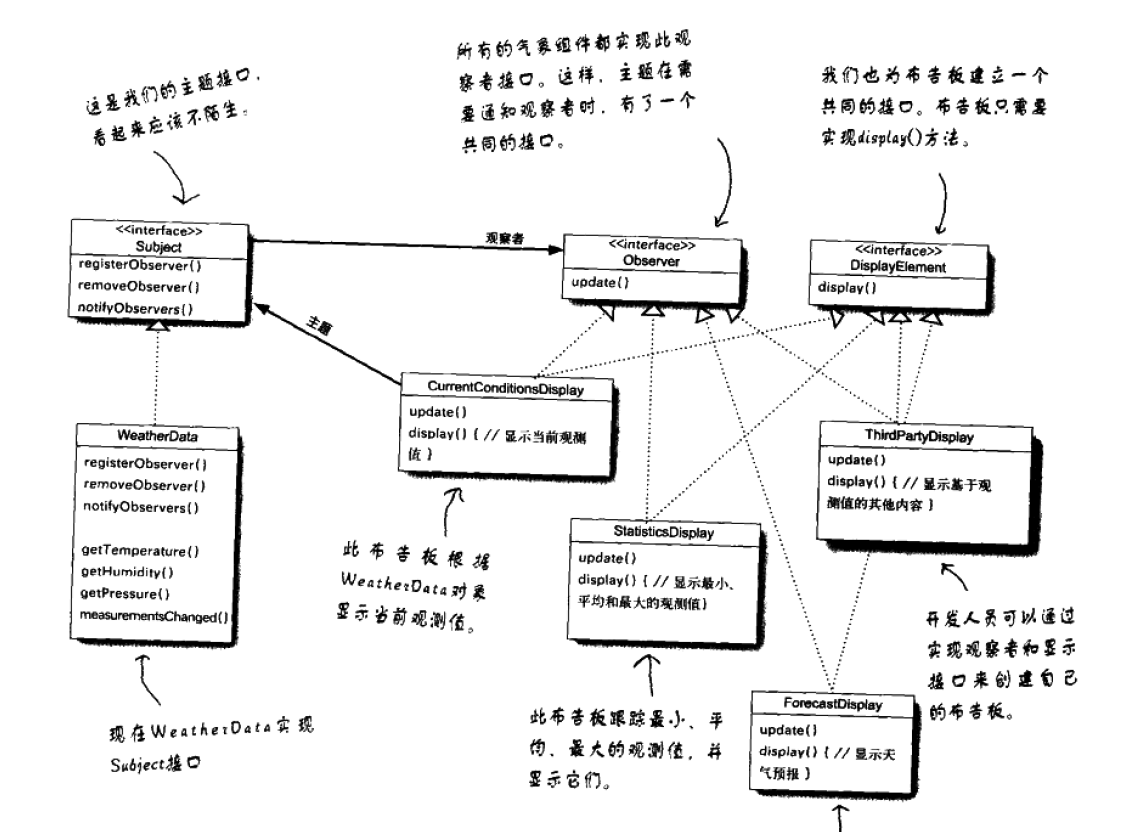 这是我们的主题接口，
看起来应该不陌生。
所有的气象组件都实现此观
察者接口。这样，主题在需
要通知观察者时，有了一个
共同的接口。
我们也为布告板建立一个
共同的接口。布告板只需要
实现display()方法。
<<interface>>
Subject
registerObserver()
removeObserver()
notifyObservers()
观察者
<<interface>>
Observer
update()
<<interface>>
DisplayElement
display()
主题
CurrentConditionsDisplay
update()
display() { // 显示当前观测
值 }
WeatherData
registerObserver()
removeObserver()
notifyObservers()
getTemperature()
getHumidity()
getPressure()
measurementsChanged()
ThirdPartyDisplay
update()
display() { // 显示基于观
测值的其他内容 }
StatisticsDisplay
update()
display() { // 显示最小、
平均和最大的观测值}
此布告板根据
WeatherData对象
显示当前观测值。
开发人员可以通过
实现观察者和显示
接口来创建自己
的布告板。
现在WeatherData实现
Subject接口
此布告板跟踪最小、平
均、最大的观测值，并
显示它们。
ForecastDisplay
update()
display() { // 显示天
气预报 }